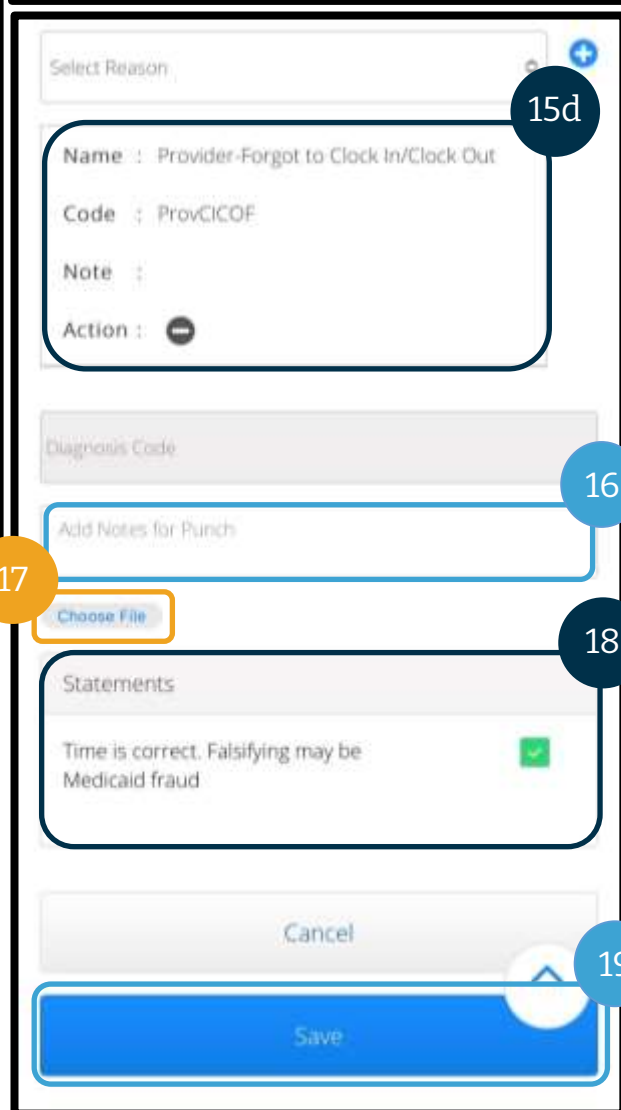 Select Reason
15d
Name : Provider-Forgot to Clock In/Clock Out
Code : ProvCICOF
Note :
Action :
Diagnosis Code
16
Add Notes for Punch
17
Choose File
18
Statements
Time is correct. Falsifying may be
Medicaid fraud
Cancel
19
Save